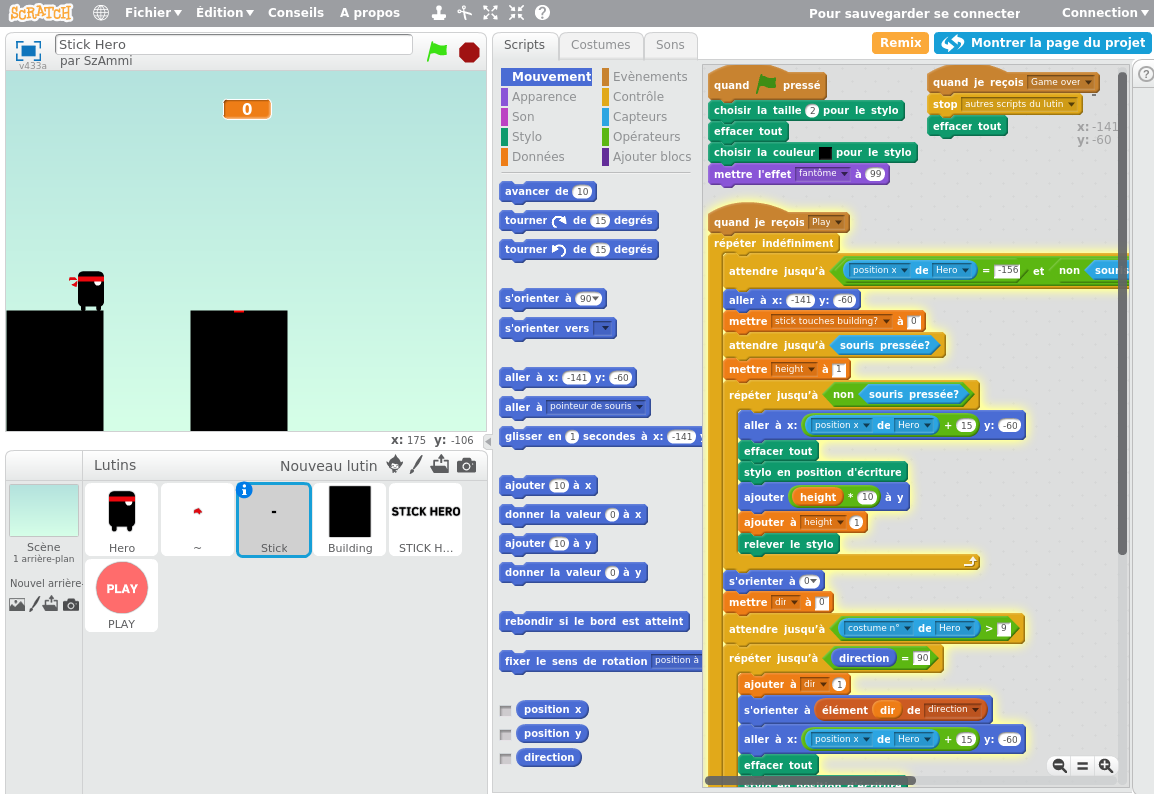 SCRATCH
Fichier
Édition
Conseils
A propos
Pour sauvegarder se connecter
Connection
Stick Hero
par SzAmmi
v433a
Scripts
Costumes
Sons
Remix
Montrer la page du projet
0
x: 175 y: -106
Lutins
Nouveau lutin
Scène
1 arrière-plan
Nouvel arrière-
Hero
~
Stick
Building
STICK HERO
STICK H...
PLAY
PLAY
Mouvement
Evènements
Apparence
Contrôle
Son
Capteurs
Stylo
Opérateurs
Données
Ajouter blocs
avancer de 10
tourner de 15 degrés
tourner de 15 degrés
s'orienter à 90
s'orienter vers
aller à x: -141 y: -60
aller à pointeur de souris
glisser en 1 secondes à x: -141
ajouter 10 à x
donner la valeur 0 à x
ajouter 10 à y
donner la valeur 0 à y
rebondir si le bord est atteint
fixer le sens de rotation position à
position x
position y
direction
quand pressé
choisir la taille 2 pour le stylo
effacer tout
choisir la couleur pour le stylo
mettre l'effet fantôme à 99
quand je reçois Game over
stop autres scripts du lutin
effacer tout
x: -141
y: -60
quand je reçois Play
répéter indéfiniment
attendre jusqu'à position x de Hero = -156 et non souris
aller à x: -141 y: -60
mettre stick touches building? à 0
attendre jusqu'à souris pressée?
mettre height à 1
répéter jusqu'à non souris pressée?
aller à x: position x de Hero + 15 y: -60
effacer tout
stylo en position d'écriture
ajouter height * 10 à y
ajouter à height 1
relever le stylo
s'orienter à 0
mettre dir à 0
attendre jusqu'à costume n° de Hero > 9
répéter jusqu'à direction = 90
ajouter à dir 1
s'orienter à élément dir de direction
aller à x: position x de Hero + 15 y: -60
effacer tout